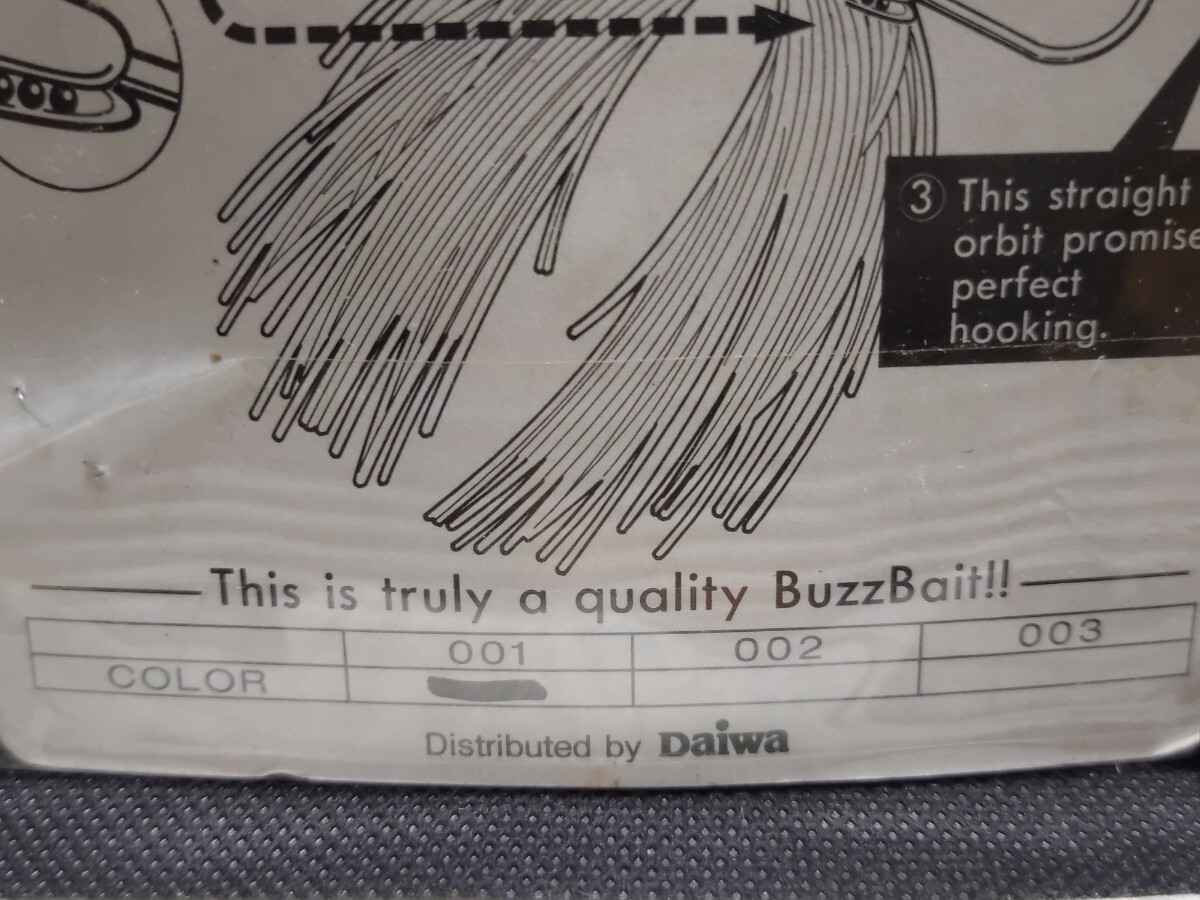 ③ This straight
orbit promise
perfect
hooking.
This is truly a quality BuzzBait!!
001 002 003
COLOR
Distributed by Daiwa